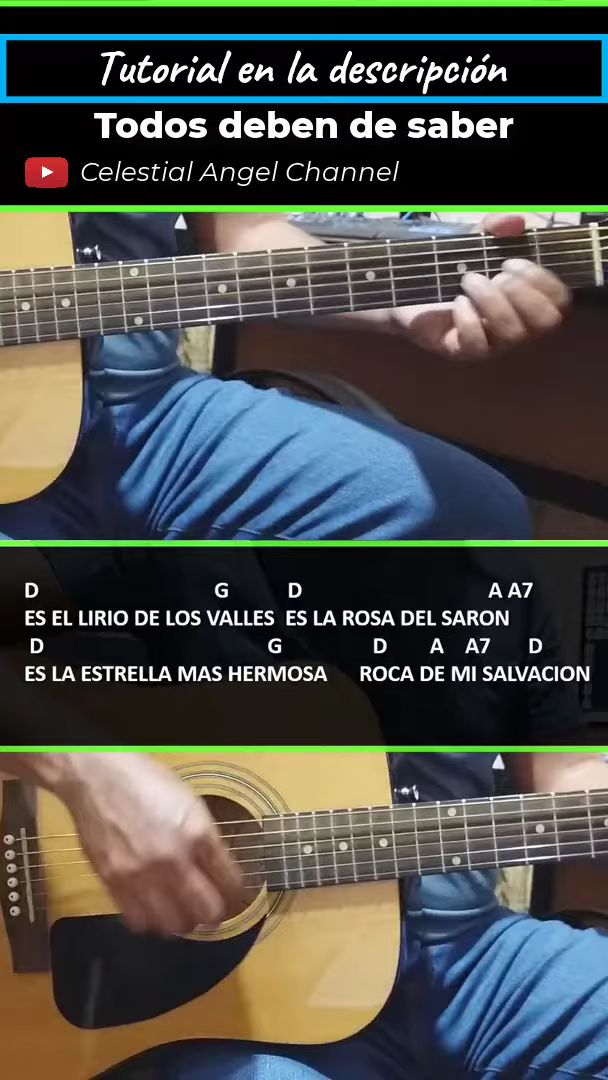 Tutorial en la descripción
Todos deben de saber
Celestial Angel Channel
D G D A A7
ES EL LIRIO DE LOS VALLES ES LA ROSA DEL SARON
D G D A A7 D
ES LA ESTRELLA MAS HERMOSA ROCA DE MI SALVACION